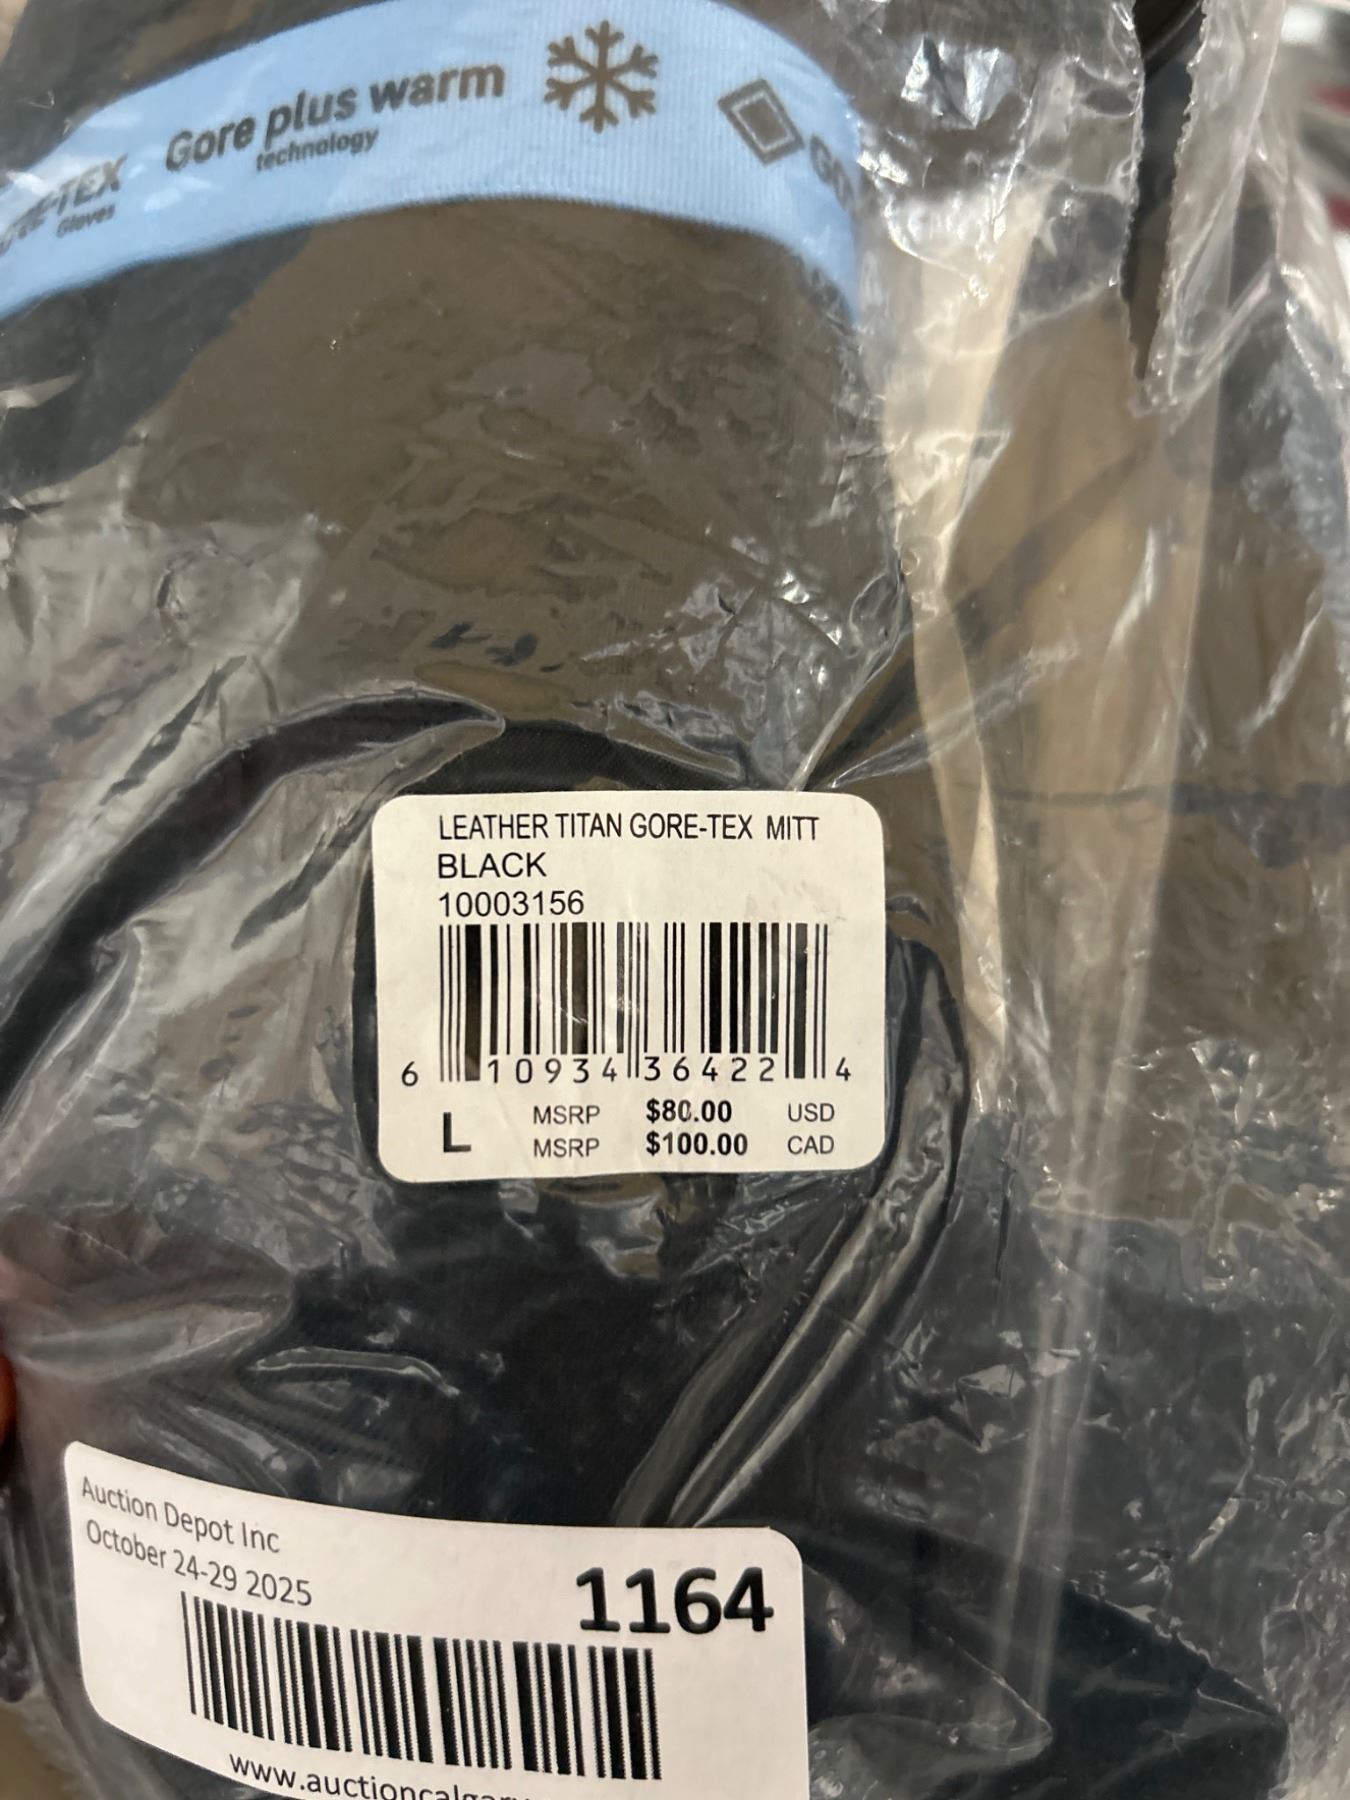 Gore plus warm
technology
GORE-TEX
Gloves
LEATHER TITAN GORE-TEX MITT
BLACK
10003156
6 10934 36422 4
L MSRP $80.00 USD
MSRP $100.00 CAD
Auction Depot Inc
October 24-29 2025
1164